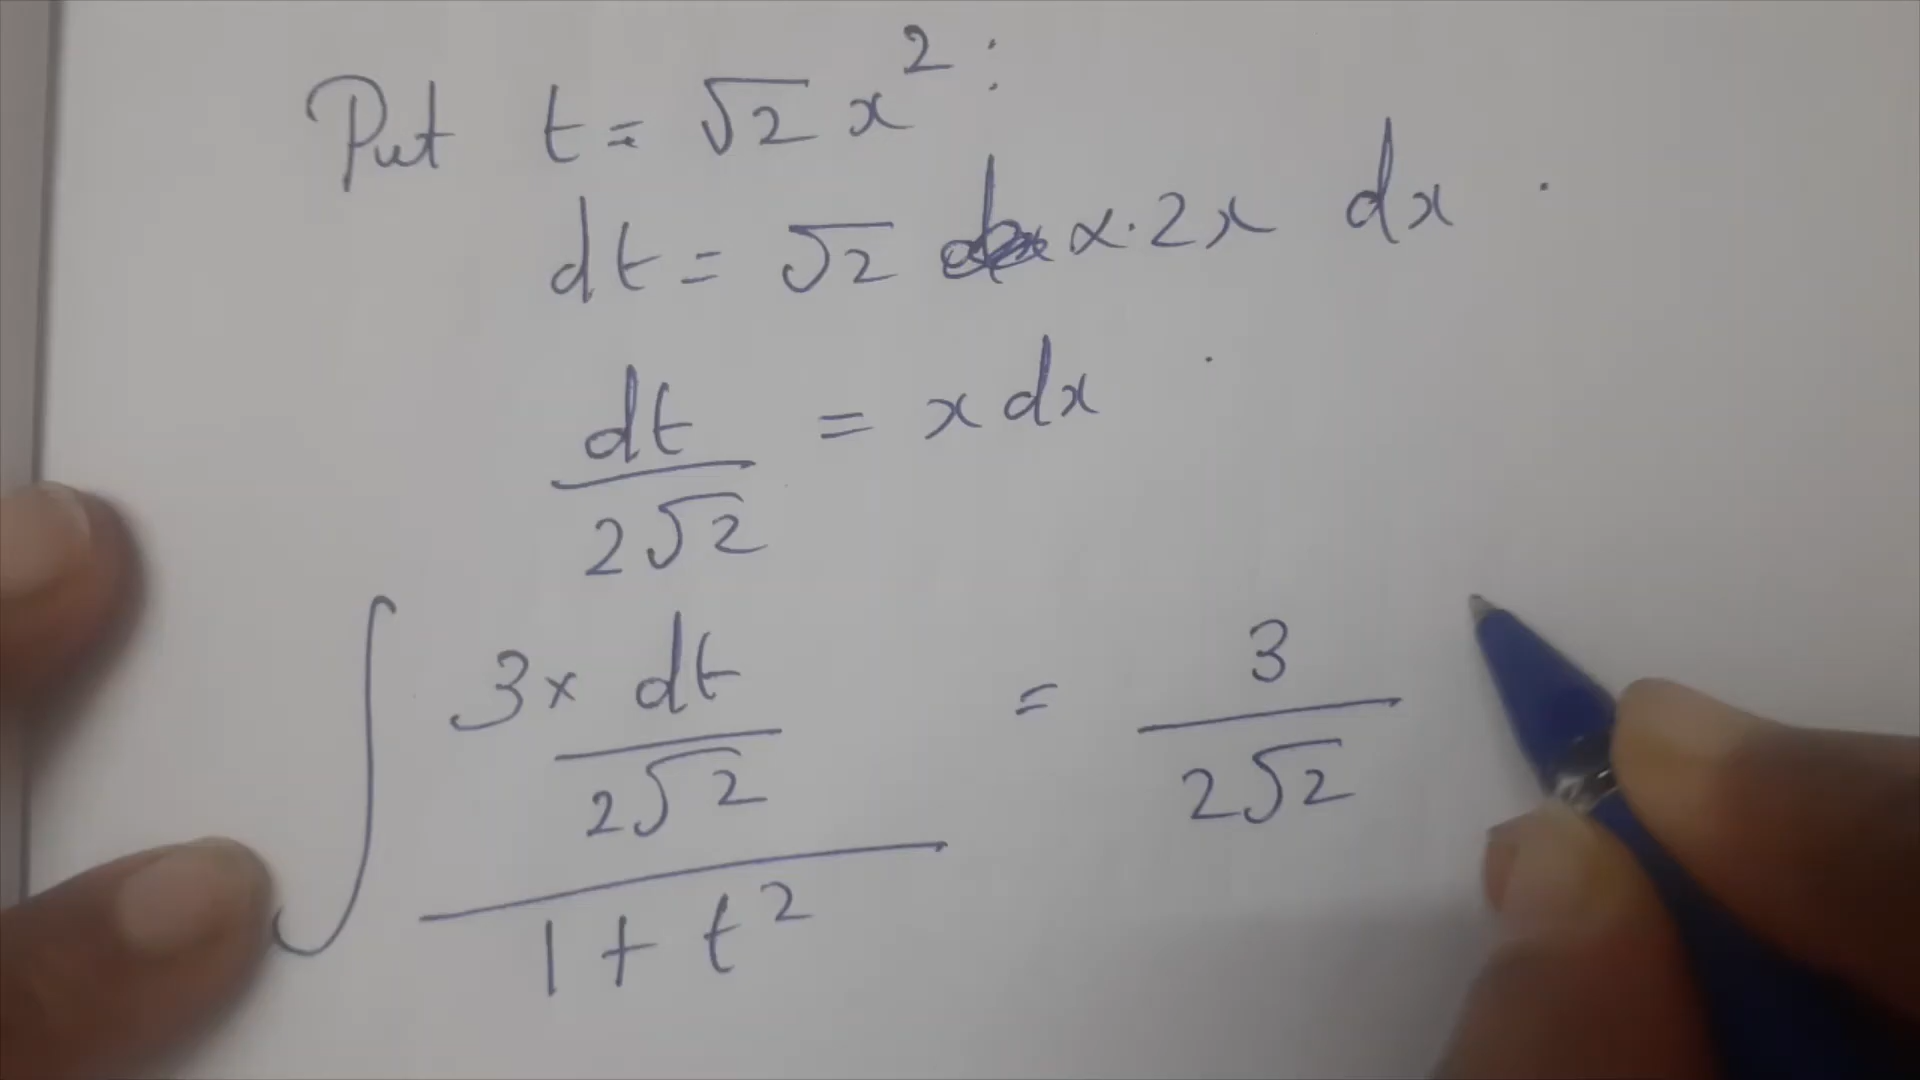 Put t = √2 x²:
dt = √2 × . 2x dx .
dt/2√2 = x dx
∫ (3 × dt/2√2)/(1 + t²) = 3/2√2